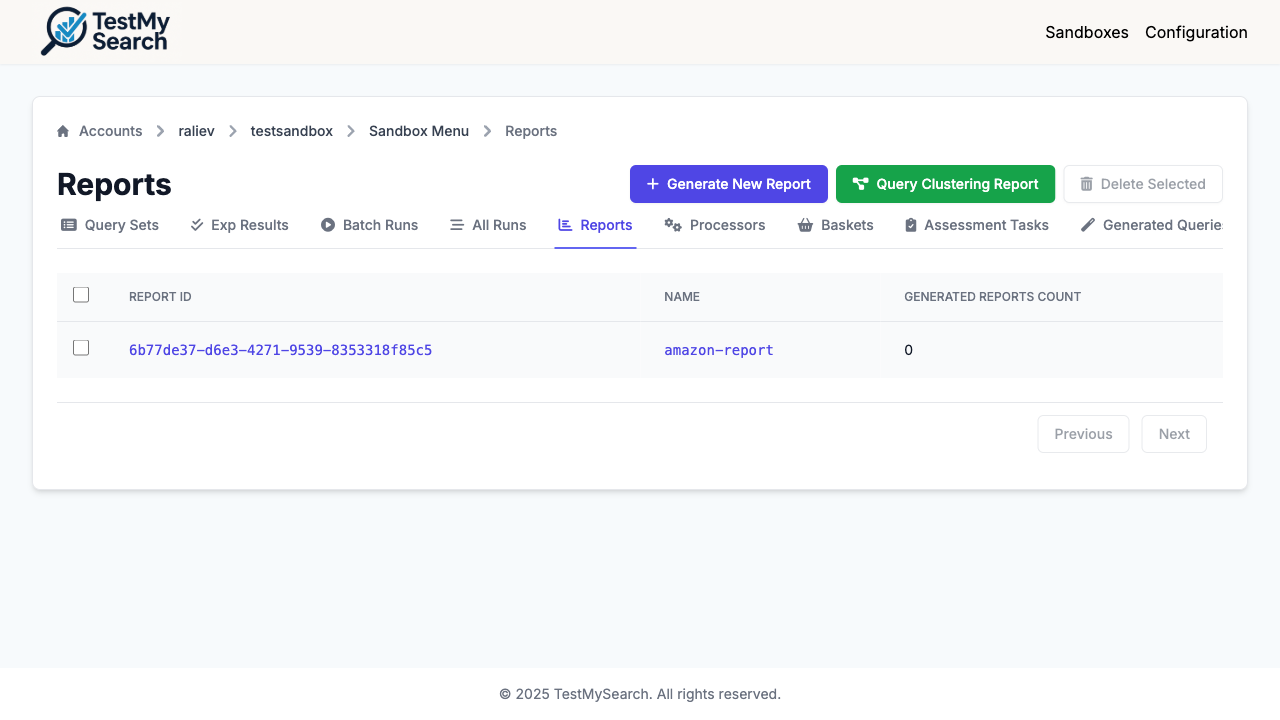 TestMy
Search
Sandboxes Configuration
Accounts raliev testsandbox Sandbox Menu Reports
Reports
Generate New Report Query Clustering Report Delete Selected
Query Sets Exp Results Batch Runs All Runs Reports Processors Baskets Assessment Tasks Generated Querie
REPORT ID NAME GENERATED REPORTS COUNT
6b77de37-d6e3-4271-9539-8353318f85c5 amazon-report 0
Previous Next
© 2025 TestMySearch. All rights reserved.